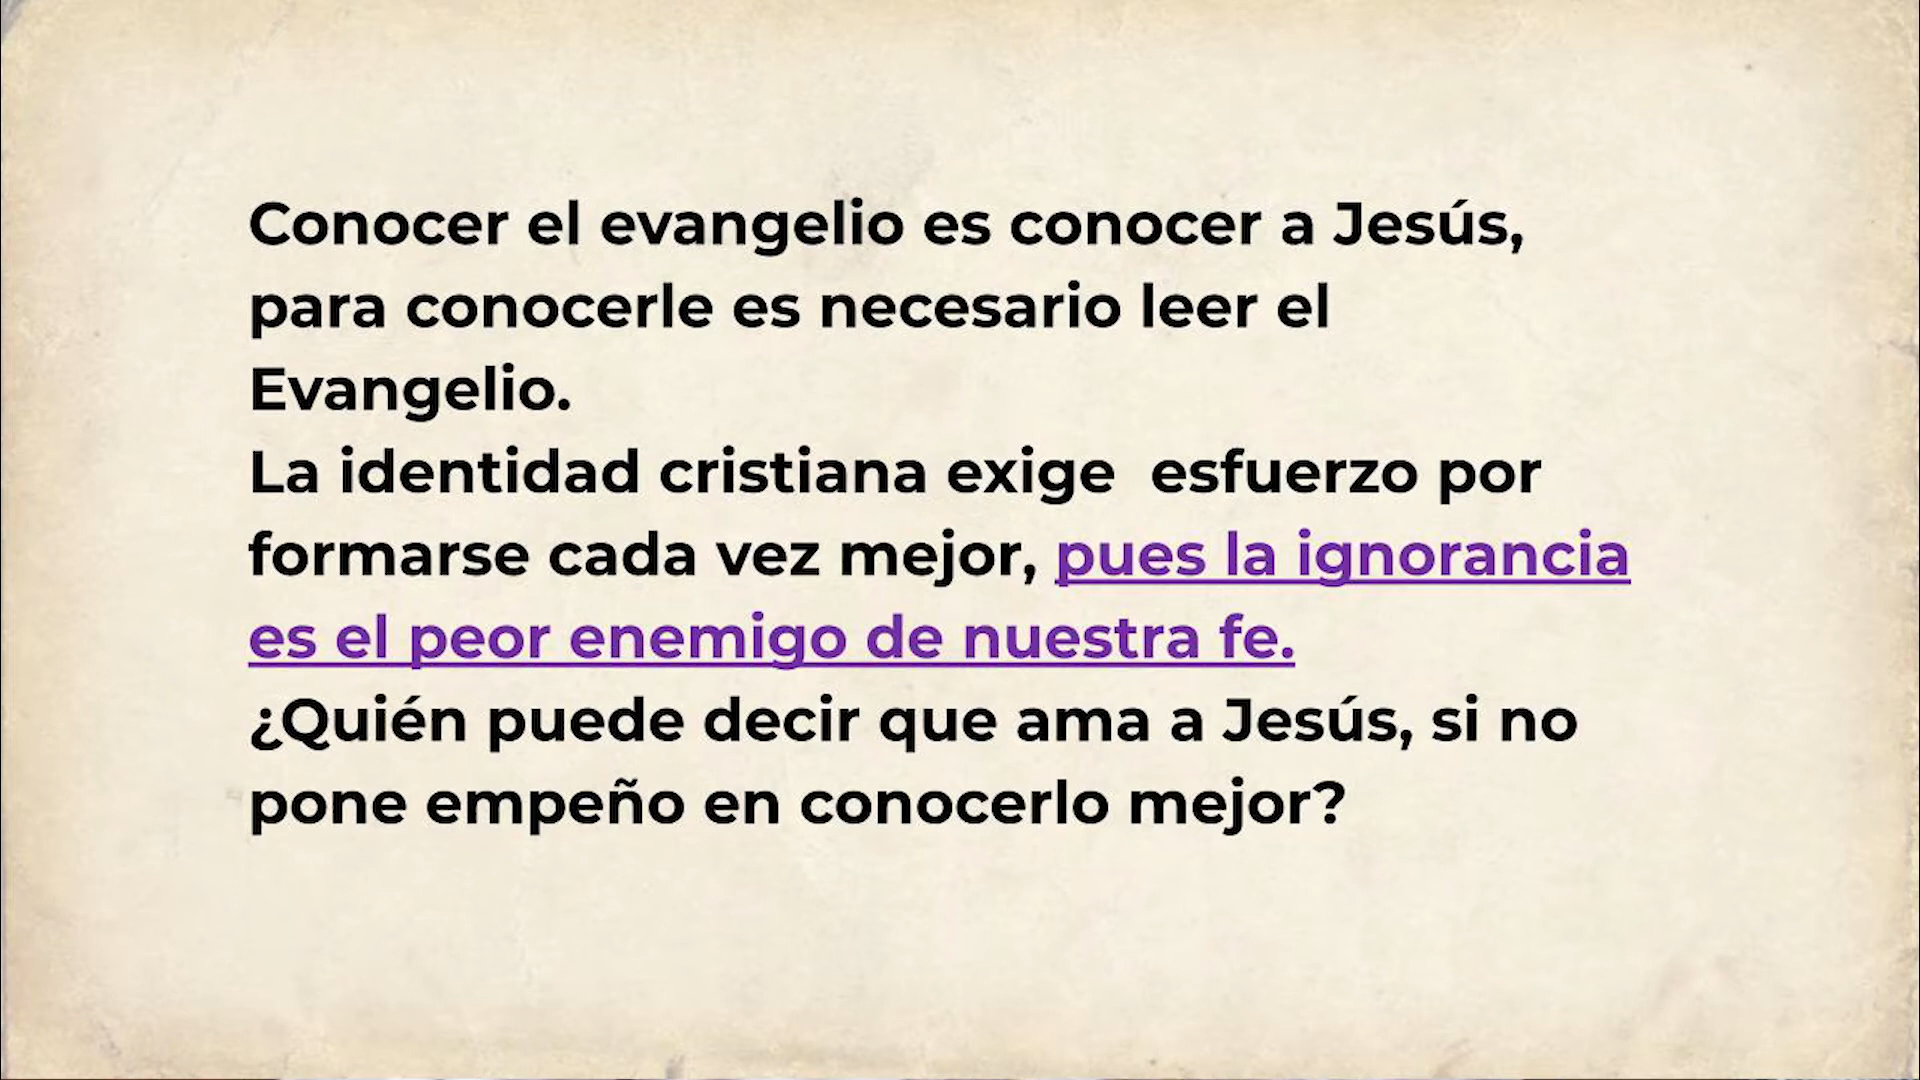 Conocer el evangelio es conocer a Jesús,
para conocerle es necesario leer el
Evangelio.
La identidad cristiana exige  esfuerzo por
formarse cada vez mejor, pues la ignorancia
es el peor enemigo de nuestra fe.
¿Quién puede decir que ama a Jesús, si no
pone empeño en conocerlo mejor?